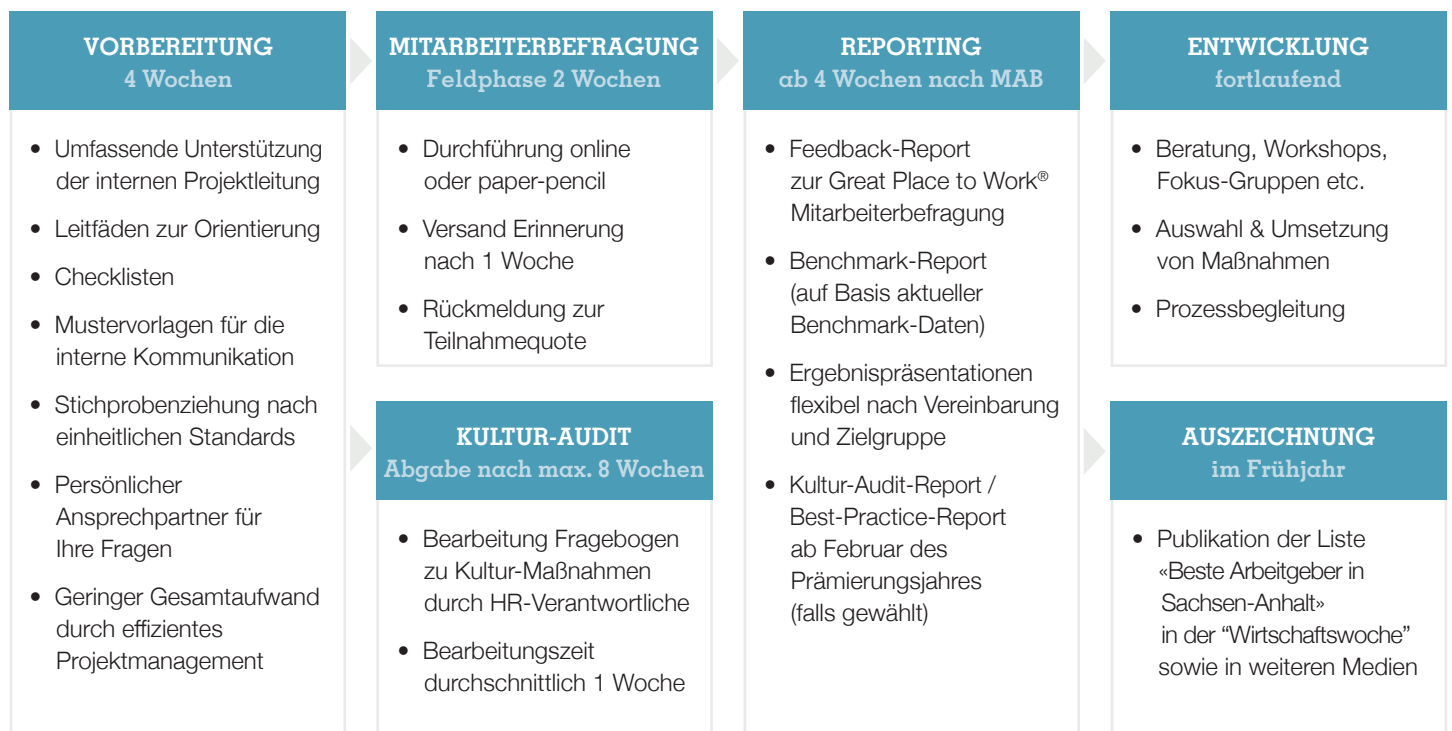 VORBEREITUNG
4 Wochen
• Umfassende Unterstützung
der internen Projektleitung
• Leitfäden zur Orientierung
• Checklisten
• Mustervorlagen für die
interne Kommunikation
• Stichprobenziehung nach
einheitlichen Standards
• Persönlicher
Ansprechpartner für
Ihre Fragen
• Geringer Gesamtaufwand
durch effizientes
Projektmanagement
MITARBEITERBEFRAGUNG
Feldphase 2 Wochen
• Durchführung online
oder paper-pencil
• Versand Erinnerung
nach 1 Woche
• Rückmeldung zur
Teilnahmequote
KULTUR-AUDIT
Abgabe nach max. 8 Wochen
• Bearbeitung Fragebogen
zu Kultur-Maßnahmen
durch HR-Verantwortliche
• Bearbeitungszeit
durchschnittlich 1 Woche
REPORTING
ab 4 Wochen nach MAB
• Feedback-Report
zur Great Place to Work®
Mitarbeiterbefragung
• Benchmark-Report
(auf Basis aktueller
Benchmark-Daten)
• Ergebnispräsentationen
flexibel nach Vereinbarung
und Zielgruppe
• Kultur-Audit-Report /
Best-Practice-Report
ab Februar des
Prämierungsjahres
(falls gewählt)
ENTWICKLUNG
fortlaufend
• Beratung, Workshops,
Fokus-Gruppen etc.
• Auswahl & Umsetzung
von Maßnahmen
• Prozessbegleitung
AUSZEICHNUNG
im Frühjahr
• Publikation der Liste
«Beste Arbeitgeber in
Sachsen-Anhalt»
in der “Wirtschaftswoche”
sowie in weiteren Medien